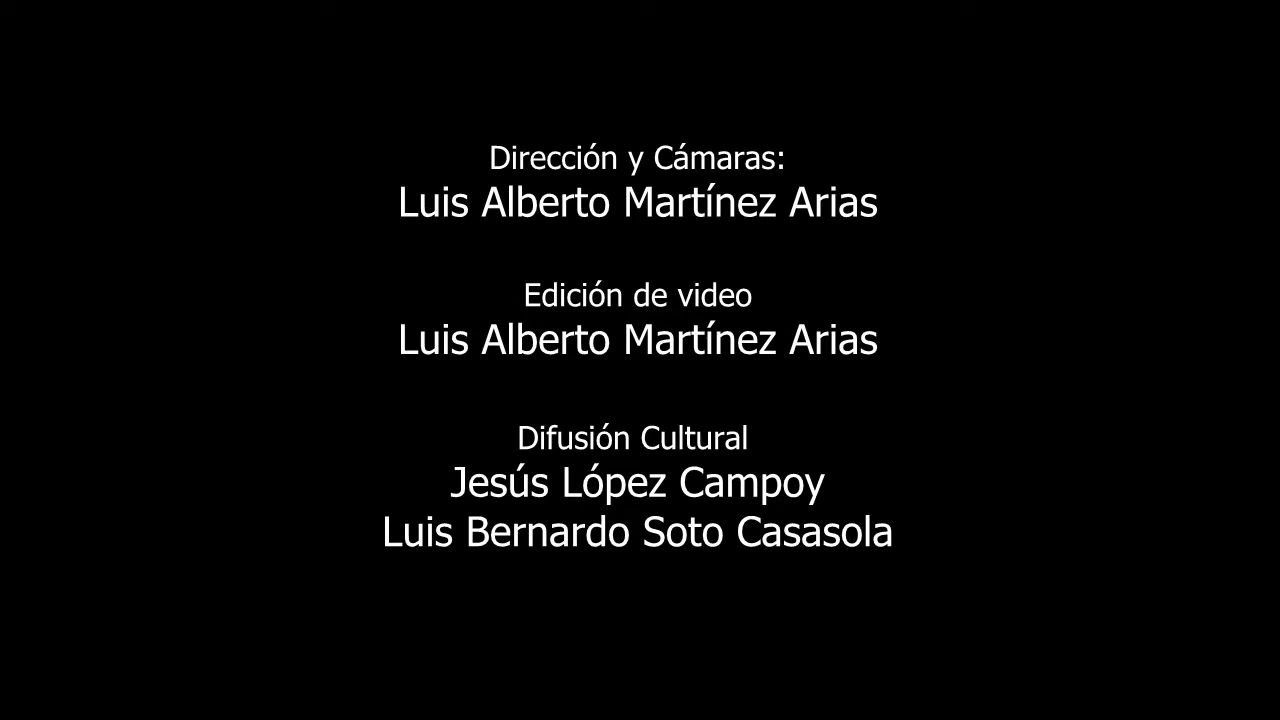 Dirección y Cámaras:
Luis Alberto Martínez Arias
Edición de video
Luis Alberto Martínez Arias
Difusión Cultural
Jesús López Campoy
Luis Bernardo Soto Casasola